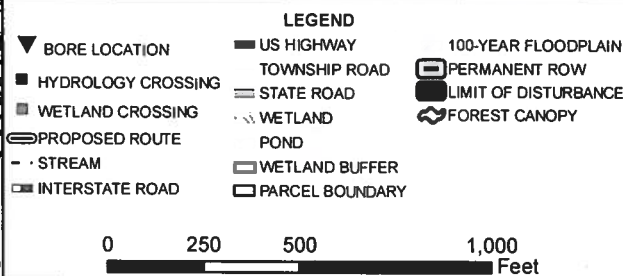 LEGEND
BORE LOCATION
HYDROLOGY CROSSING
WETLAND CROSSING
PROPOSED ROUTE
STREAM
INTERSTATE ROAD
US HIGHWAY
TOWNSHIP ROAD
STATE ROAD
WETLAND
POND
WETLAND BUFFER
PARCEL BOUNDARY
100-YEAR FLOODPLAIN
PERMANENT ROW
LIMIT OF DISTURBANCE
FOREST CANOPY
0 250 500 1,000
Feet